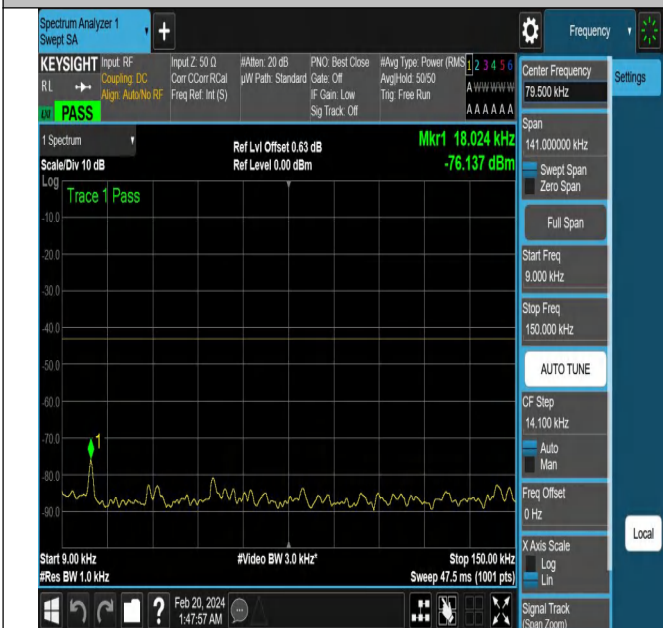 Spectrum Analyzer 1
Swept SA
+
Frequency
KEYSIGHT
RL
LXI PASS
Input: RF
Coupling: DC
Align: Auto/No RF
Input Z: 50 Ω
Corr CCorr RCal
Freq Ref: Int (S)
#Atten: 20 dB
µW Path: Standard
PNO: Best Close
Gate: Off
IF Gain: Low
Sig Track: Off
#Avg Type: Power (RMS
Avg|Hold: 50/50
Trig: Free Run
1 2 3 4 5 6
A W W W W W
A A A A A A
1 Spectrum
Scale/Div 10 dB
Ref Lvl Offset 0.63 dB
Ref Level 0.00 dBm
Mkr1 18.024 kHz
-76.137 dBm
Log
Trace 1 Pass
-10.0
-20.0
-30.0
-40.0
-50.0
-60.0
-70.0
-80.0
-90.0
1
Start 9.00 kHz
#Res BW 1.0 kHz
#Video BW 3.0 kHz*
Stop 150.00 kHz
Sweep 47.5 ms (1001 pts)
?
Feb 20, 2024
1:47:57 AM
Center Frequency
79.500 kHz
Settings
Span
141.000000 kHz
Swept Span
Zero Span
Full Span
Start Freq
9.000 kHz
Stop Freq
150.000 kHz
AUTO TUNE
CF Step
14.100 kHz
Auto
Man
Freq Offset
0 Hz
Local
X Axis Scale
Log
Lin
Signal Track
(Span Zoom)